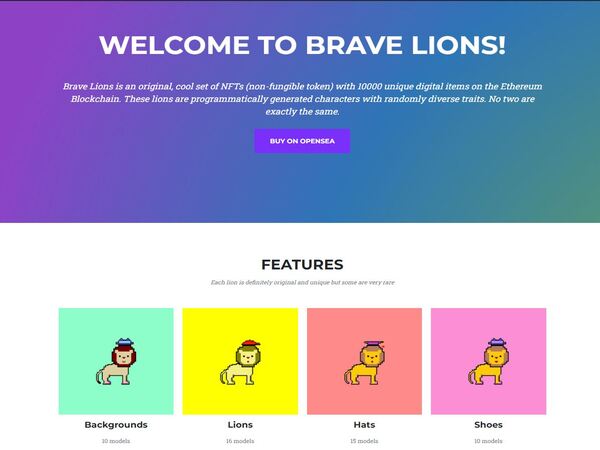 WELCOME TO BRAVE LIONS!
Brave Lions is an original, cool set of NFTs (non-fungible token) with 10000 unique digital items on the Ethereum
Blockchain. These lions are programmatically generated characters with randomly diverse traits. No two are
exactly the same.
BUY ON OPENSEA
FEATURES
Each lion is definitely original and unique but some are very rare
Backgrounds
10 models
Lions
16 models
Hats
15 models
Shoes
10 models